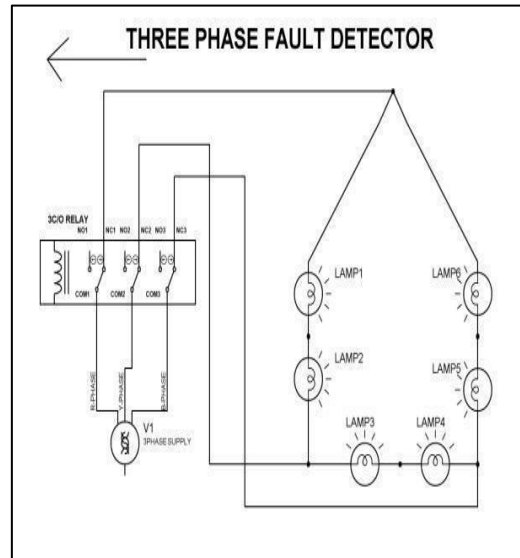 THREE PHASE FAULT DETECTOR
3C/O RELAY
NO1 NC1 NO2 NC2 NO3 NC3
COM1 COM2 COM3
R-PHASE
Y-PHASE
B-PHASE
V1
3PHASE SUPPLY
LAMP1
LAMP6
LAMP2
LAMP5
LAMP3
LAMP4